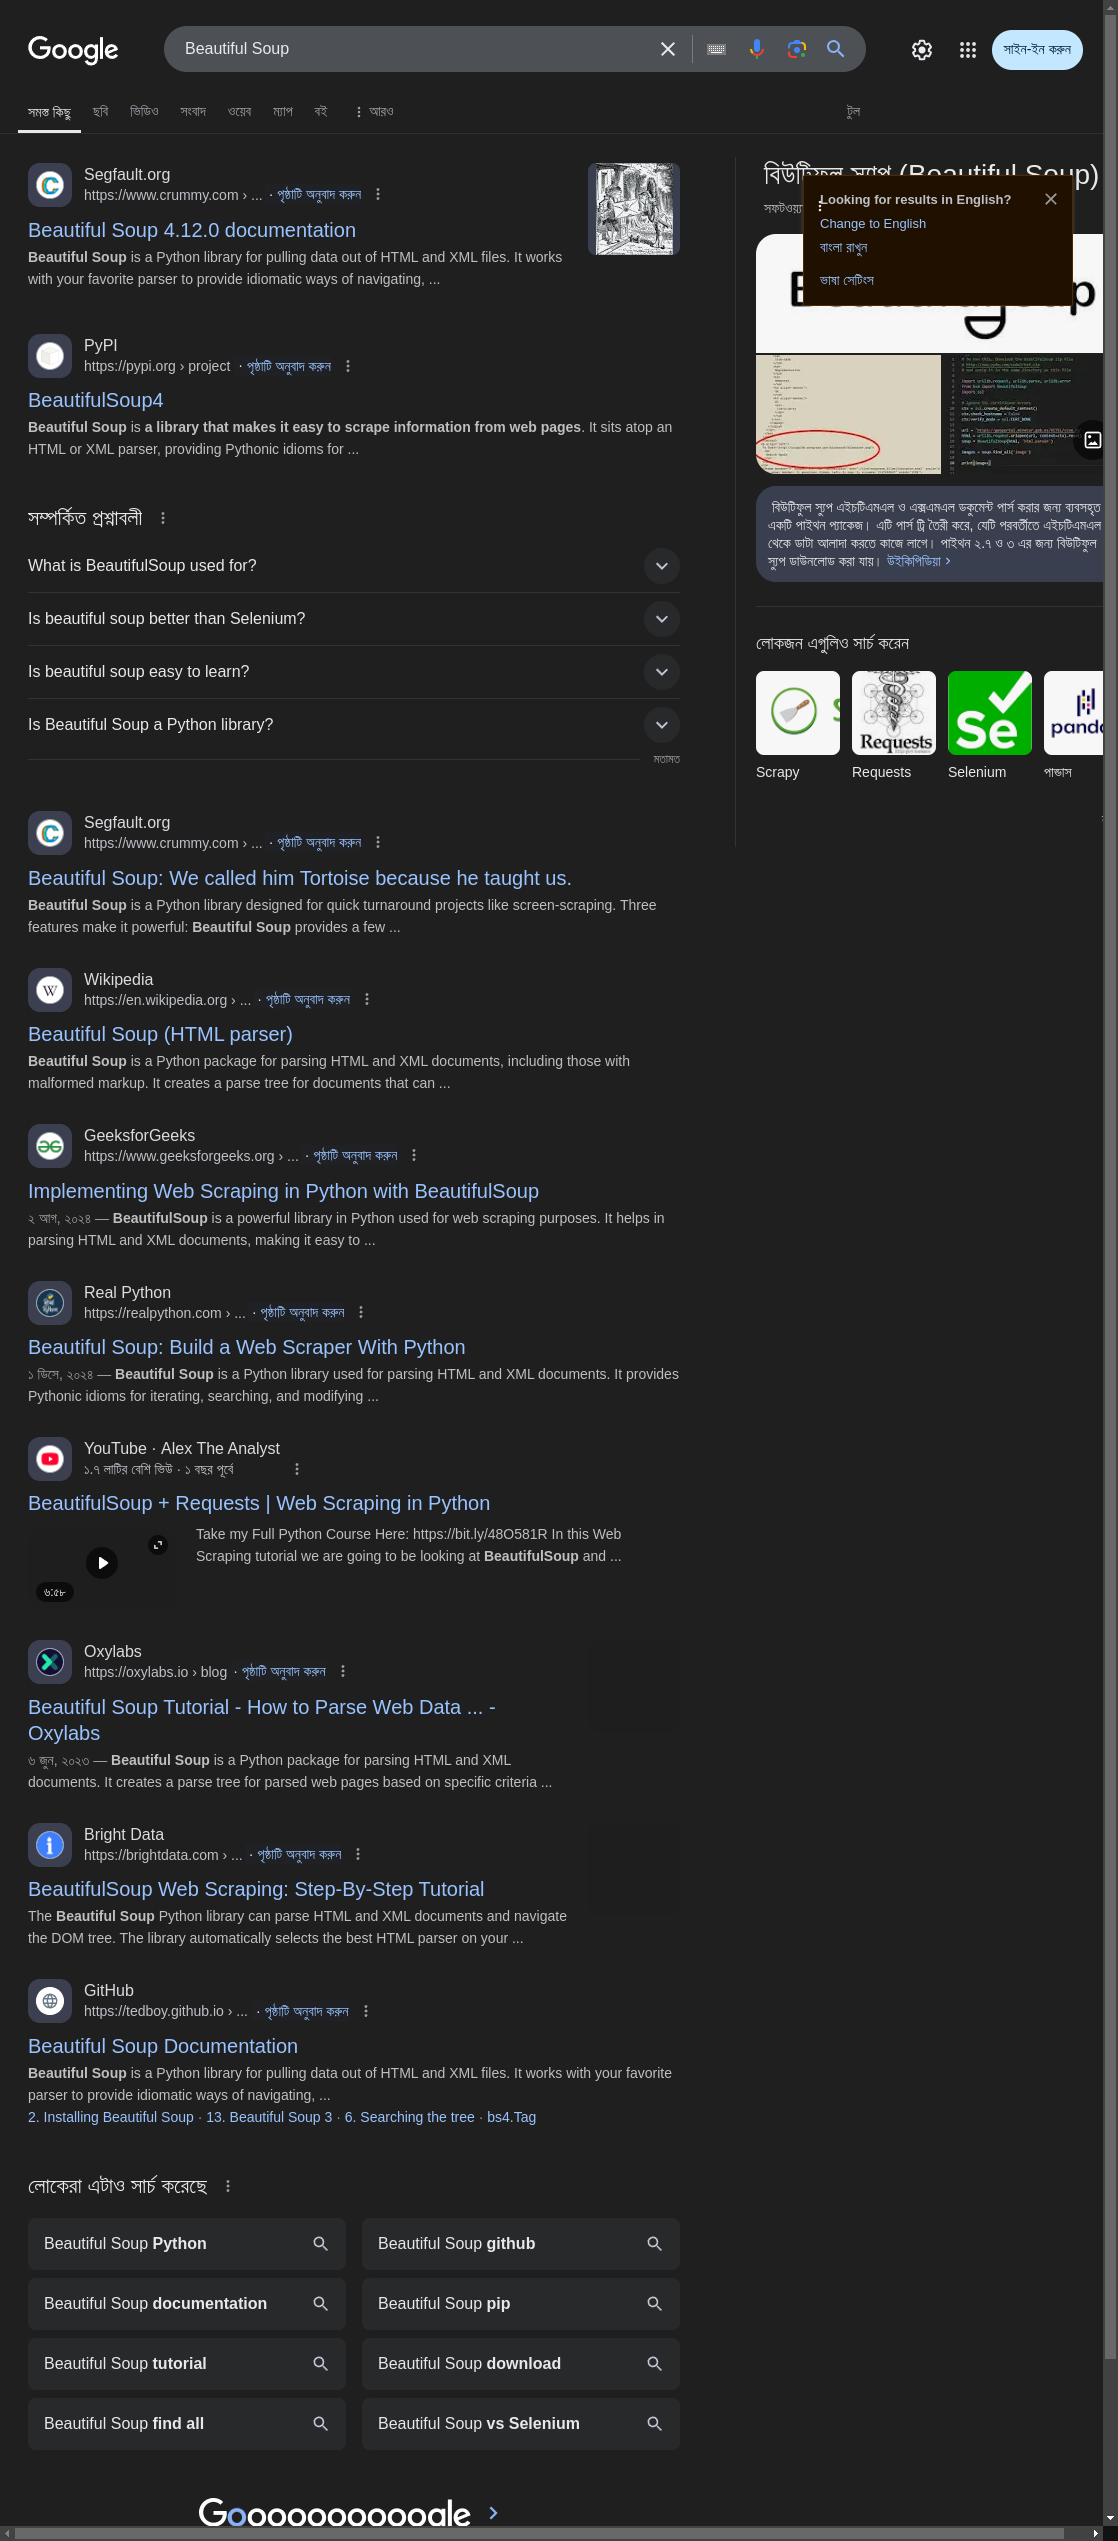 Google
Beautiful Soup
সাইন-ইন করুন
সমস্ত কিছু ছবি ভিডিও সংবাদ ওয়েব ম্যাপ বই আরও টুল
Segfault.org
https://www.crummy.com › ... · পৃষ্ঠাটি অনুবাদ করুন
Beautiful Soup 4.12.0 documentation
Beautiful Soup is a Python library for pulling data out of HTML and XML files. It works
with your favorite parser to provide idiomatic ways of navigating, ...
PyPI
https://pypi.org › project · পৃষ্ঠাটি অনুবাদ করুন
BeautifulSoup4
Beautiful Soup is a library that makes it easy to scrape information from web pages. It sits atop an
HTML or XML parser, providing Pythonic idioms for ...
সম্পর্কিত প্রশ্নাবলী
What is BeautifulSoup used for?
Is beautiful soup better than Selenium?
Is beautiful soup easy to learn?
Is Beautiful Soup a Python library?
মতামত
Segfault.org
https://www.crummy.com › ... · পৃষ্ঠাটি অনুবাদ করুন
Beautiful Soup: We called him Tortoise because he taught us.
Beautiful Soup is a Python library designed for quick turnaround projects like screen-scraping. Three
features make it powerful: Beautiful Soup provides a few ...
Wikipedia
https://en.wikipedia.org › ... · পৃষ্ঠাটি অনুবাদ করুন
Beautiful Soup (HTML parser)
Beautiful Soup is a Python package for parsing HTML and XML documents, including those with
malformed markup. It creates a parse tree for documents that can ...
GeeksforGeeks
https://www.geeksforgeeks.org › ... · পৃষ্ঠাটি অনুবাদ করুন
Implementing Web Scraping in Python with BeautifulSoup
২ আগ, ২০২৪ — BeautifulSoup is a powerful library in Python used for web scraping purposes. It helps in
parsing HTML and XML documents, making it easy to ...
Real Python
https://realpython.com › ... · পৃষ্ঠাটি অনুবাদ করুন
Beautiful Soup: Build a Web Scraper With Python
১ ডিসে, ২০২৪ — Beautiful Soup is a Python library used for parsing HTML and XML documents. It provides
Pythonic idioms for iterating, searching, and modifying ...
YouTube · Alex The Analyst
১.৭ লাটির বেশি ভিউ · ১ বছর পূর্বে
BeautifulSoup + Requests | Web Scraping in Python
Take my Full Python Course Here: https://bit.ly/48O581R In this Web
Scraping tutorial we are going to be looking at BeautifulSoup and ...
৬:৫৮
Oxylabs
https://oxylabs.io › blog · পৃষ্ঠাটি অনুবাদ করুন
Beautiful Soup Tutorial - How to Parse Web Data ... -
Oxylabs
৬ জুন, ২০২৩ — Beautiful Soup is a Python package for parsing HTML and XML
documents. It creates a parse tree for parsed web pages based on specific criteria ...
Bright Data
https://brightdata.com › ... · পৃষ্ঠাটি অনুবাদ করুন
BeautifulSoup Web Scraping: Step-By-Step Tutorial
The Beautiful Soup Python library can parse HTML and XML documents and navigate
the DOM tree. The library automatically selects the best HTML parser on your ...
GitHub
https://tedboy.github.io › ... · পৃষ্ঠাটি অনুবাদ করুন
Beautiful Soup Documentation
Beautiful Soup is a Python library for pulling data out of HTML and XML files. It works with your favorite
parser to provide idiomatic ways of navigating, ...
2. Installing Beautiful Soup · 13. Beautiful Soup 3 · 6. Searching the tree · bs4.Tag
লোকেরা এটাও সার্চ করেছে
Beautiful Soup Python
Beautiful Soup github
Beautiful Soup documentation
Beautiful Soup pip
Beautiful Soup tutorial
Beautiful Soup download
Beautiful Soup find all
Beautiful Soup vs Selenium
Goooooooooogle
বিউটিফুল স্যুপ (Beautiful Soup)
Looking for results in English?
Change to English
বাংলা রাখুন
ভাষা সেটিংস
বিউটিফুল স্যুপ এইচটিএমএল ও এক্সএমএল ডকুমেন্ট পার্স করার জন্য ব্যবসহৃত
একটি পাইথন প্যাকেজ। এটি পার্স ট্রি তৈরী করে, যেটি পরবর্তীতে এইচটিএমএল
থেকে ডাটা আলাদা করতে কাজে লাগে। পাইথন ২.৭ ও ৩ এর জন্য বিউটিফুল
স্যুপ ডাউনলোড করা যায়। উইকিপিডিয়া ›
লোকজন এগুলিও সার্চ করেন
Se
Requests
Scrapy
Requests
Selenium
পান্ডাস